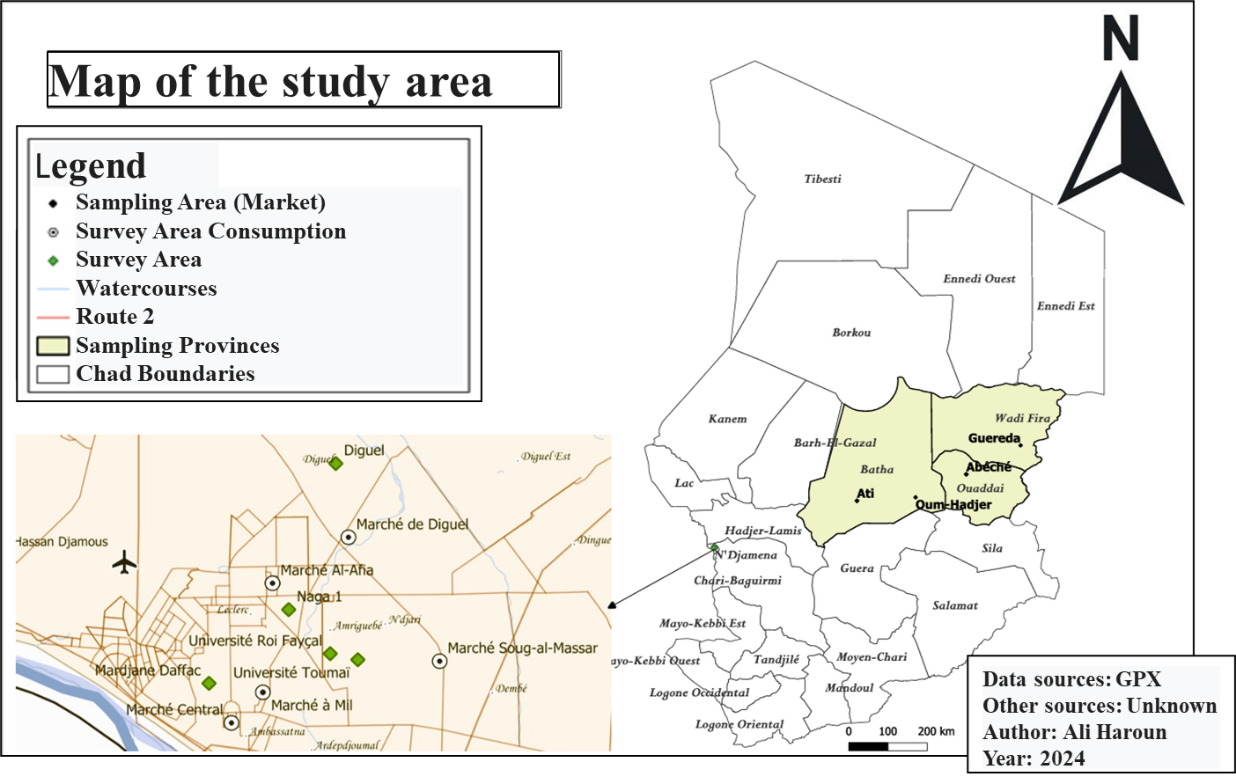 Map of the study area
N
Legend
Sampling Area (Market)
Survey Area Consumption
Survey Area
Watercourses
Route 2
Sampling Provinces
Chad Boundaries
Tibesti
Ennedi Ouest
Ennedi Est
Borkou
Kanem
Barh-El-Gazal
Wadi Fira
Guereda
Batha
Abéché
Lac
Ati
Ouaddai
Oum-Hadjer
Hadjer-Lamis
N'Djamena
Sila
Guera
Chari-Baguirmi
Salamat
Mayo-Kebbi Est
ayo-Kebbi Ouest
Tandjilé
Moyen-Chari
Logone Occidental
Mandoul
Logone Oriental
0 100 200 km
Diguel
Diguel
Diguel Est
Marché de Diguel
Hassan Djamous
Dingue
Marché Al-Afia
Naga 1
Leclerc
Amriguebé
N'djari
Université Roi Fayçal
Marché Soug-al-Massar
Mardjane Daffac
Université Toumaï
Dembé
Marché Central
Marché à Mil
Ambassatna
Ardepdjoumal
Data sources: GPX
Other sources: Unknown
Author: Ali Haroun
Year: 2024